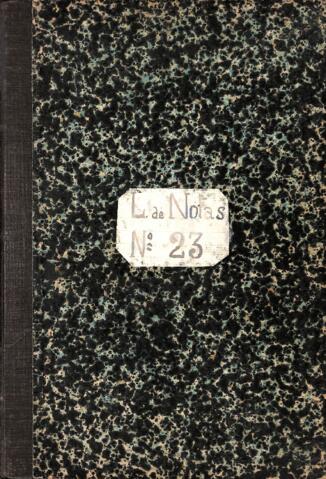 L. de Notas
Nº 23